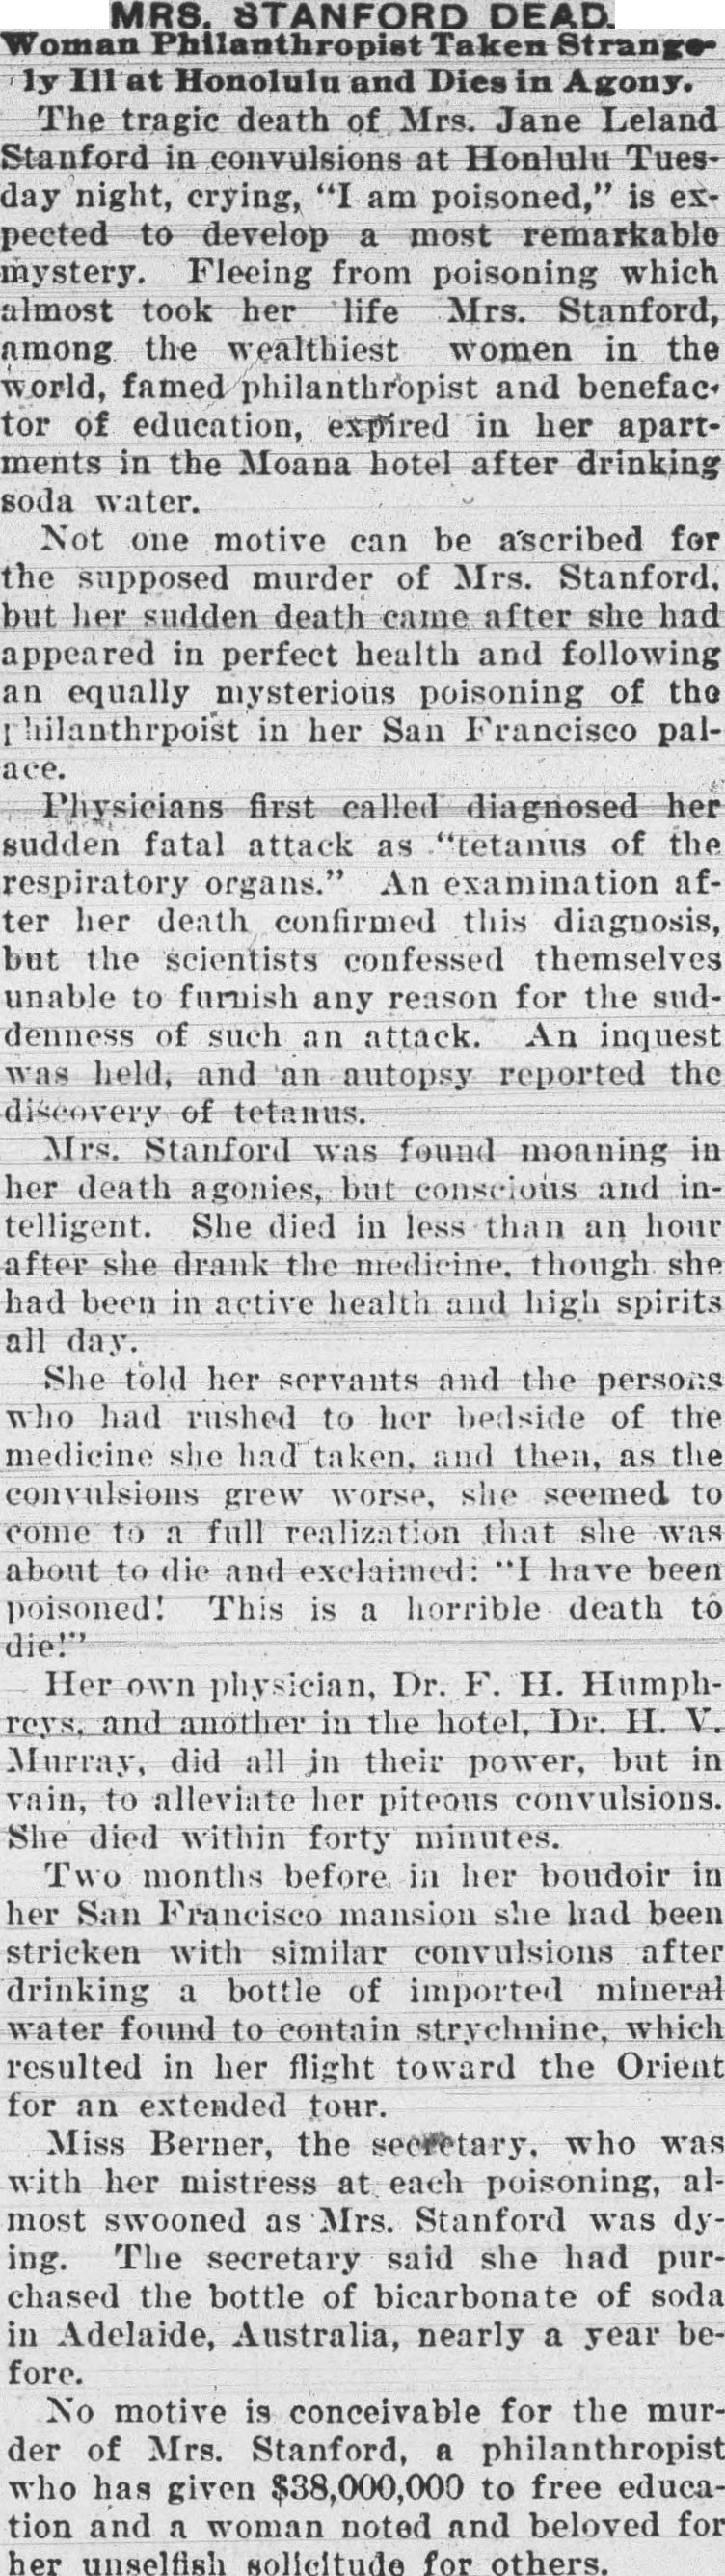 MRS. STANFORD DEAD.
Woman Philanthropist Taken Strange-
ly Ill at Honolulu and Dies in Agony.
The tragic death of Mrs. Jane Leland
Stanford in convulsions at Honlulu Tues-
day night, crying, “I am poisoned,” is ex-
pected to develop a most remarkable
mystery. Fleeing from poisoning which
almost took her life Mrs. Stanford,
among the wealthiest women in the
world, famed philanthropist and benefac-
tor of education, expired in her apart-
ments in the Moana hotel after drinking
soda water.
Not one motive can be ascribed for
the supposed murder of Mrs. Stanford,
but her sudden death came after she had
appeared in perfect health and following
an equally mysterious poisoning of the
philanthrpoist in her San Francisco pal-
ace.
Physicians first called diagnosed her
sudden fatal attack as “tetanus of the
respiratory organs.” An examination af-
ter her death confirmed this diagnosis,
but the scientists confessed themselves
unable to furnish any reason for the sud-
denness of such an attack. An inquest
was held, and an autopsy reported the
discovery of tetanus.
Mrs. Stanford was found moaning in
her death agonies, but conscious and in-
telligent. She died in less than an hour
after she drank the medicine, though she
had been in active health and high spirits
all day.
She told her servants and the persons
who had rushed to her bedside of the
medicine she had taken, and then, as the
convulsions grew worse, she seemed to
come to a full realization that she was
about to die and exclaimed: “I have been
poisoned! This is a horrible death to
die!”
Her own physician, Dr. F. H. Humph-
reys, and another in the hotel, Dr. H. V.
Murray, did all in their power, but in
vain, to alleviate her piteous convulsions.
She died within forty minutes.
Two months before in her boudoir in
her San Francisco mansion she had been
stricken with similar convulsions after
drinking a bottle of imported mineral
water found to contain strychnine, which
resulted in her flight toward the Orient
for an extended tour.
Miss Berner, the secretary, who was
with her mistress at each poisoning, al-
most swooned as Mrs. Stanford was dy-
ing. The secretary said she had pur-
chased the bottle of bicarbonate of soda
in Adelaide, Australia, nearly a year be-
fore.
No motive is conceivable for the mur-
der of Mrs. Stanford, a philanthropist
who has given $38,000,000 to free educa-
tion and a woman noted and beloved for
her unselfish solicitude for others.